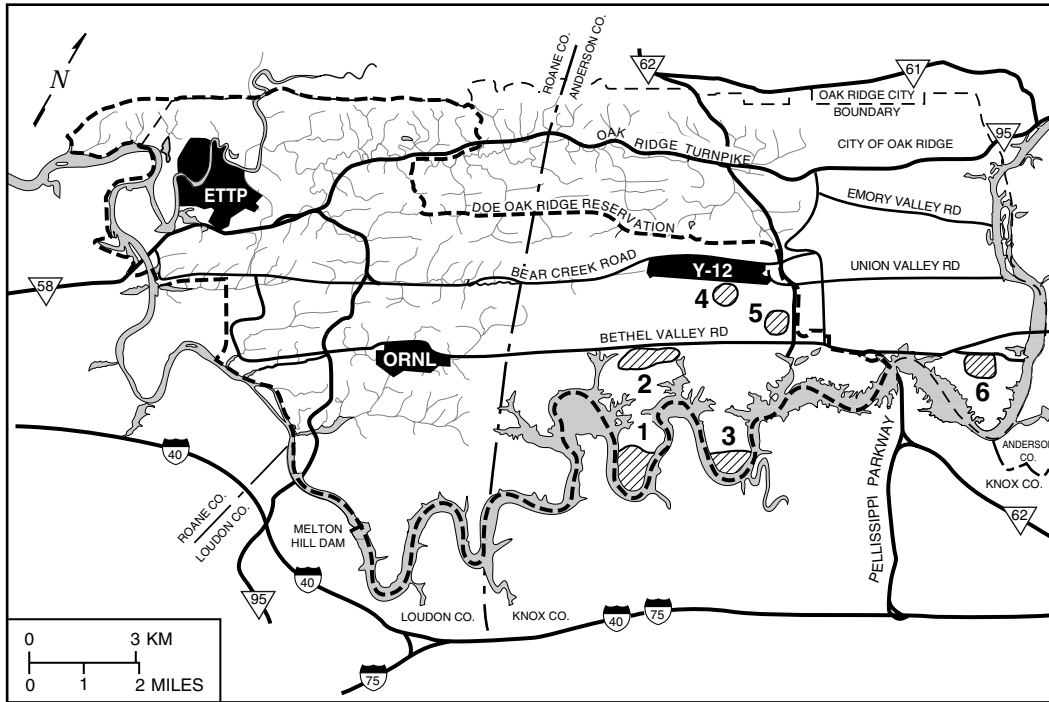 N
ROANE CO.
ANDERSON CO.
62
61
OAK RIDGE CITY
BOUNDARY
95
CITY OF OAK RIDGE
OAK
RIDGE TURNPIKE
ETTP
EMORY VALLEY RD
DOE OAK RIDGE RESERVATION
BEAR CREEK ROAD
Y-12
UNION VALLEY RD
58
4
5
BETHEL VALLEY RD
ORNL
2
6
1
3
40
ANDERSON
CO.
KNOX CO.
ROANE CO.
LOUDON CO.
PELLISSIPPI PARKWAY
62
MELTON
HILL DAM
40
95
LOUDON CO.
KNOX CO.
40
75
75
0 3 KM
0 1 2 MILES